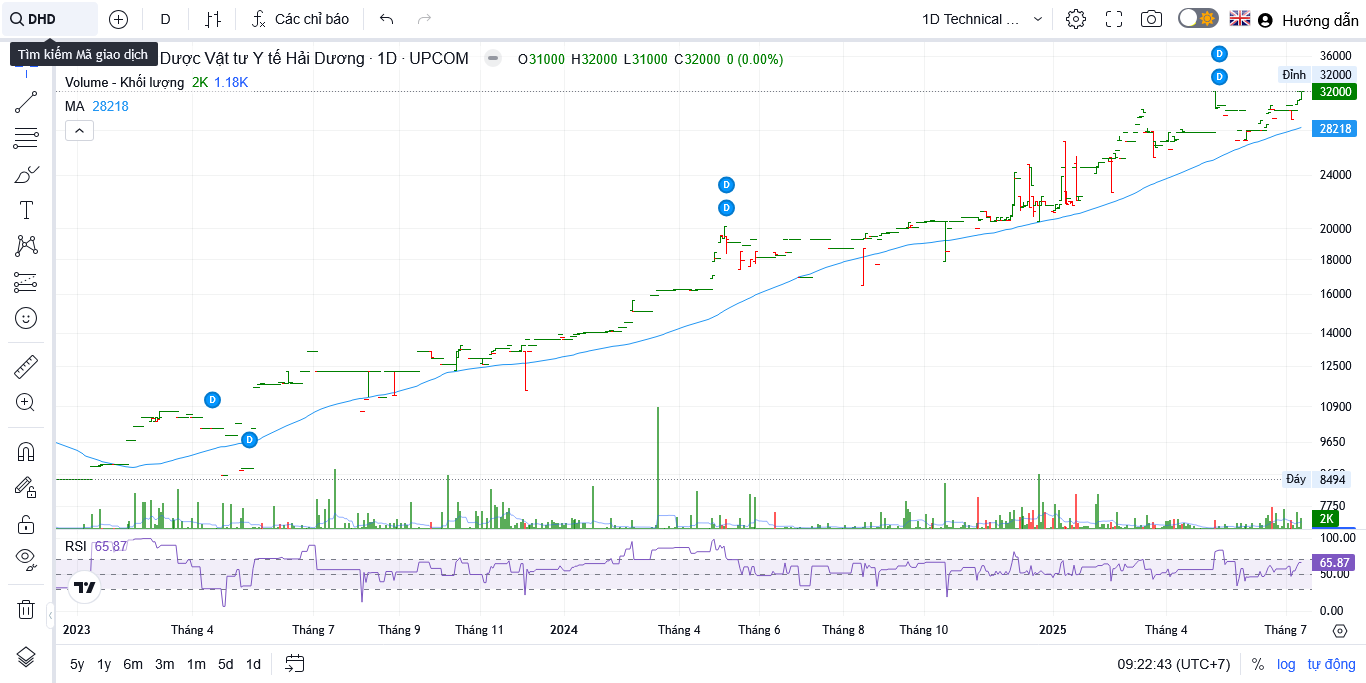 DHD D Các chỉ báo 1D Technical ... Hướng dẫn
Tìm kiếm Mã giao dịch
Dược Vật tư Y tế Hải Dương · 1D · UPCOM O31000 H32000 L31000 C32000 0 (0.00%)
Volume - Khối lượng 2K 1.18K
MA 28218
D
D
D
D
D
D
36000
Đỉnh 32000
32000
28218
24000
20000
18000
16000
14000
12500
10900
9650
Đáy 8494
7750
2K
RSI 65.87
100.00
65.87
50.00
0.00
2023 Tháng 4 Tháng 7 Tháng 9 Tháng 11 2024 Tháng 4 Tháng 6 Tháng 8 Tháng 10 2025 Tháng 4 Tháng 7
5y 1y 6m 3m 1m 5d 1d 09:22:43 (UTC+7) % log tự động